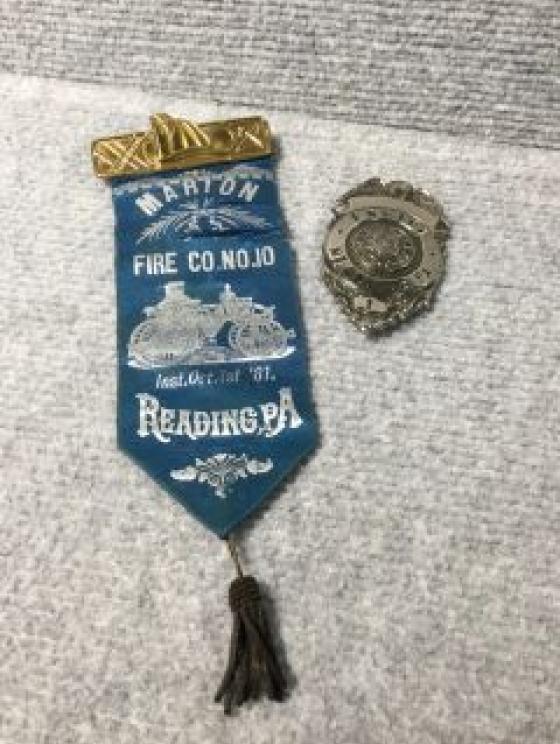 MARION
FIRE CO. NO. 10
Inst. Oct. 1st '81.
READING, PA